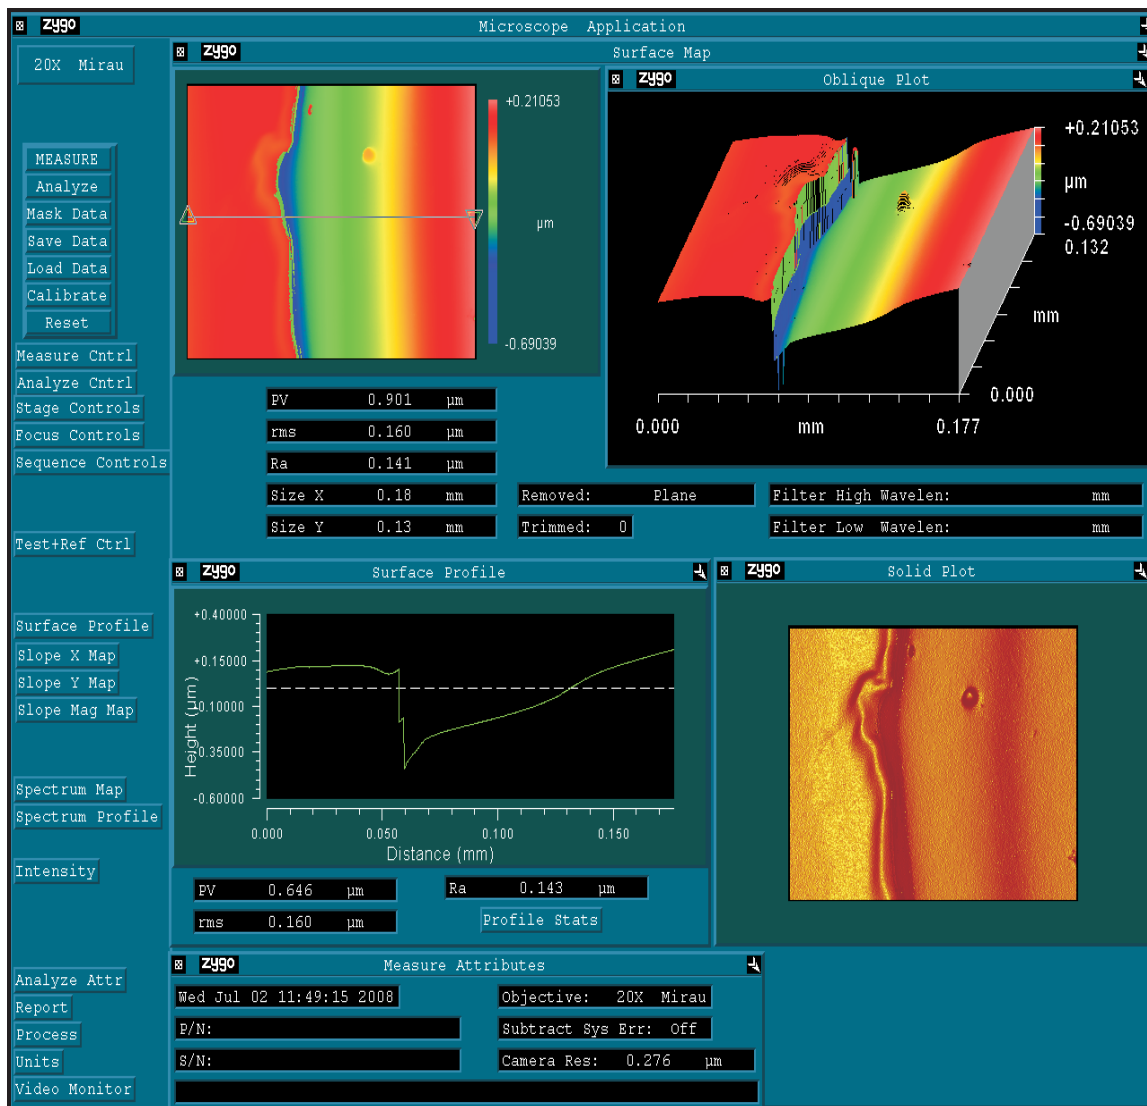 zygo Microscope Application
20X Mirau
MEASURE
Analyze
Mask Data
Save Data
Load Data
Calibrate
Reset
Measure Cntrl
Analyze Cntrl
Stage Controls
Focus Controls
Sequence Controls
Test+Ref Ctrl
Surface Profile
Slope X Map
Slope Y Map
Slope Mag Map
Spectrum Map
Spectrum Profile
Intensity
Analyze Attr
Report
Process
Units
Video Monitor
zygo Surface Map
+0.21053
µm
-0.69039
zygo Oblique Plot
+0.21053
µm
-0.69039
0.132
mm
0.000
0.000 mm 0.177
PV 0.901 µm
rms 0.160 µm
Ra 0.141 µm
Size X 0.18 mm
Size Y 0.13 mm
Removed: Plane
Trimmed: 0
Filter High Wavelen: mm
Filter Low Wavelen: mm
zygo Surface Profile
+0.40000
+0.15000
-0.10000
-0.35000
-0.60000
Height (µm)
0.000 0.050 0.100 0.150
Distance (mm)
PV 0.646 µm
rms 0.160 µm
Ra 0.143 µm
Profile Stats
zygo Solid Plot
zygo Measure Attributes
Wed Jul 02 11:49:15 2008
P/N:
S/N:
Objective: 20X Mirau
Subtract Sys Err: Off
Camera Res: 0.276 µm